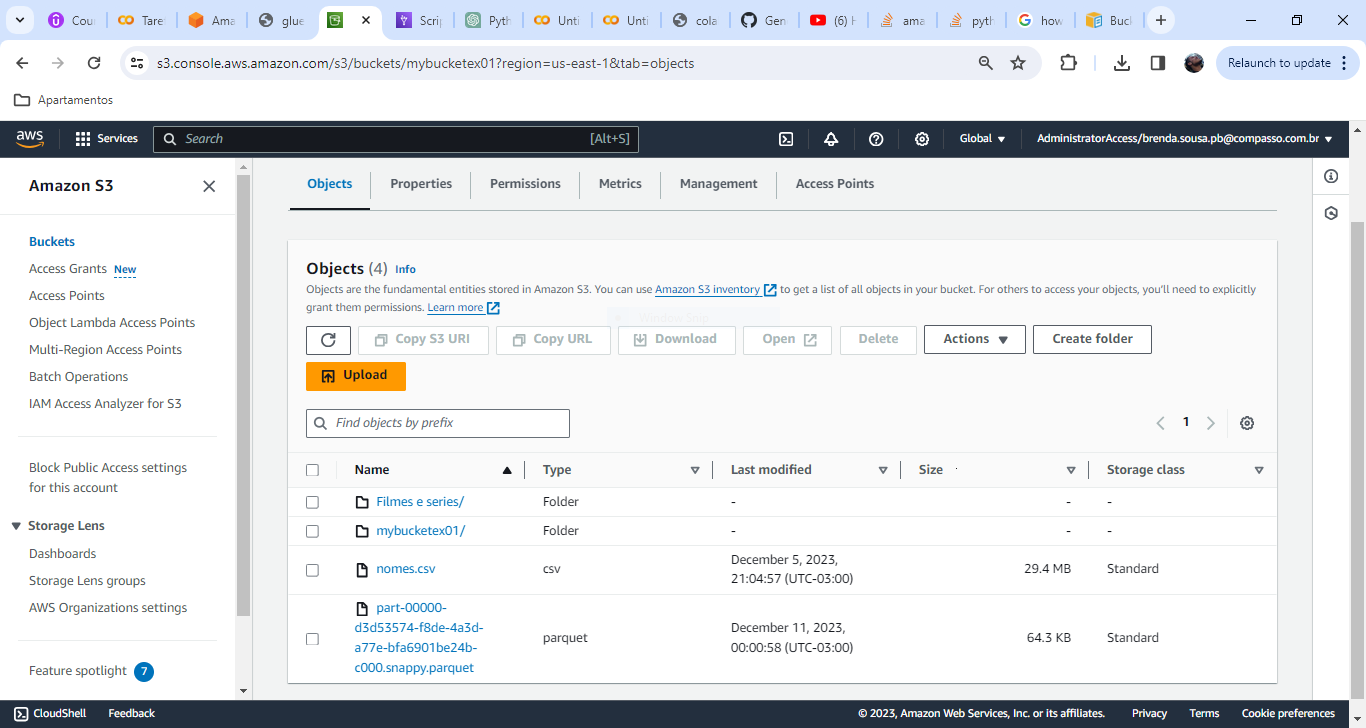 Cour
Tare
Ama
glue
Scrip
Pyth
Unti
Unti
cola
Gen
(6) H
ama
pyth
how
Buck
s3.console.aws.amazon.com/s3/buckets/mybucketex01?region=us-east-1&tab=objects
Relaunch to update
Apartamentos
aws
Services
Search
[Alt+S]
Global
AdministratorAccess/brenda.sousa.pb@compasso.com.br
Amazon S3
Buckets
Access Grants New
Access Points
Object Lambda Access Points
Multi-Region Access Points
Batch Operations
IAM Access Analyzer for S3
Block Public Access settings
for this account
Storage Lens
Dashboards
Storage Lens groups
AWS Organizations settings
Feature spotlight 7
Objects Properties Permissions Metrics Management Access Points
Objects (4) Info
Objects are the fundamental entities stored in Amazon S3. You can use Amazon S3 inventory to get a list of all objects in your bucket. For others to access your objects, you'll need to explicitly
grant them permissions. Learn more
Window Snip
Copy S3 URI Copy URL Download Open Delete Actions Create folder
Upload
Find objects by prefix
1
Name Type Last modified Size Storage class
Filmes e series/ Folder - - -
mybucketex01/ Folder - - -
nomes.csv csv December 5, 2023,
21:04:57 (UTC-03:00) 29.4 MB Standard
part-00000-
d3d53574-f8de-4a3d-
a77e-bfa6901be24b-
c000.snappy.parquet
parquet
December 11, 2023,
00:00:58 (UTC-03:00)
64.3 KB
Standard
CloudShell Feedback © 2023, Amazon Web Services, Inc. or its affiliates. Privacy Terms Cookie preferences